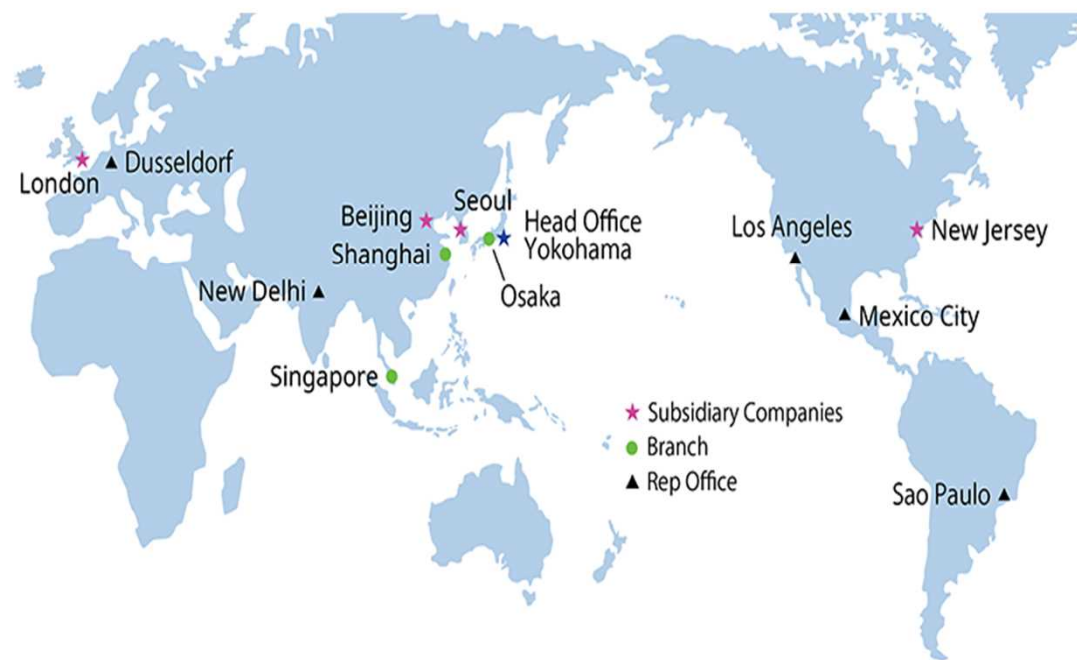 London
Dusseldorf
Beijing
Seoul
Shanghai
Head Office
Yokohama
Osaka
New Delhi
Singapore
Los Angeles
New Jersey
Mexico City
Subsidiary Companies
Branch
Rep Office
Sao Paulo